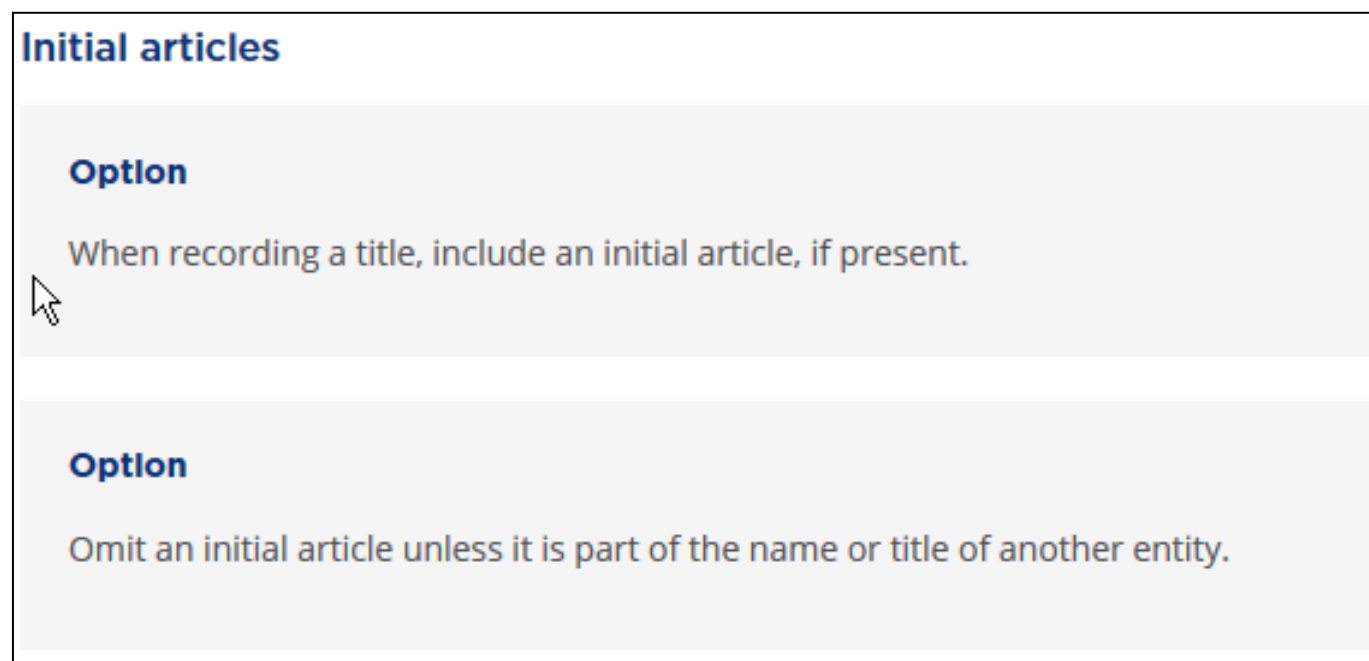 Initial articles
Option
When recording a title, include an initial article, if present.
Option
Omit an initial article unless it is part of the name or title of another entity.